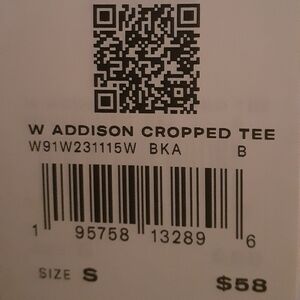 W ADDISON CROPPED TEE
W91W231115W BKA B
1 95758 13289 6
SIZE S $58